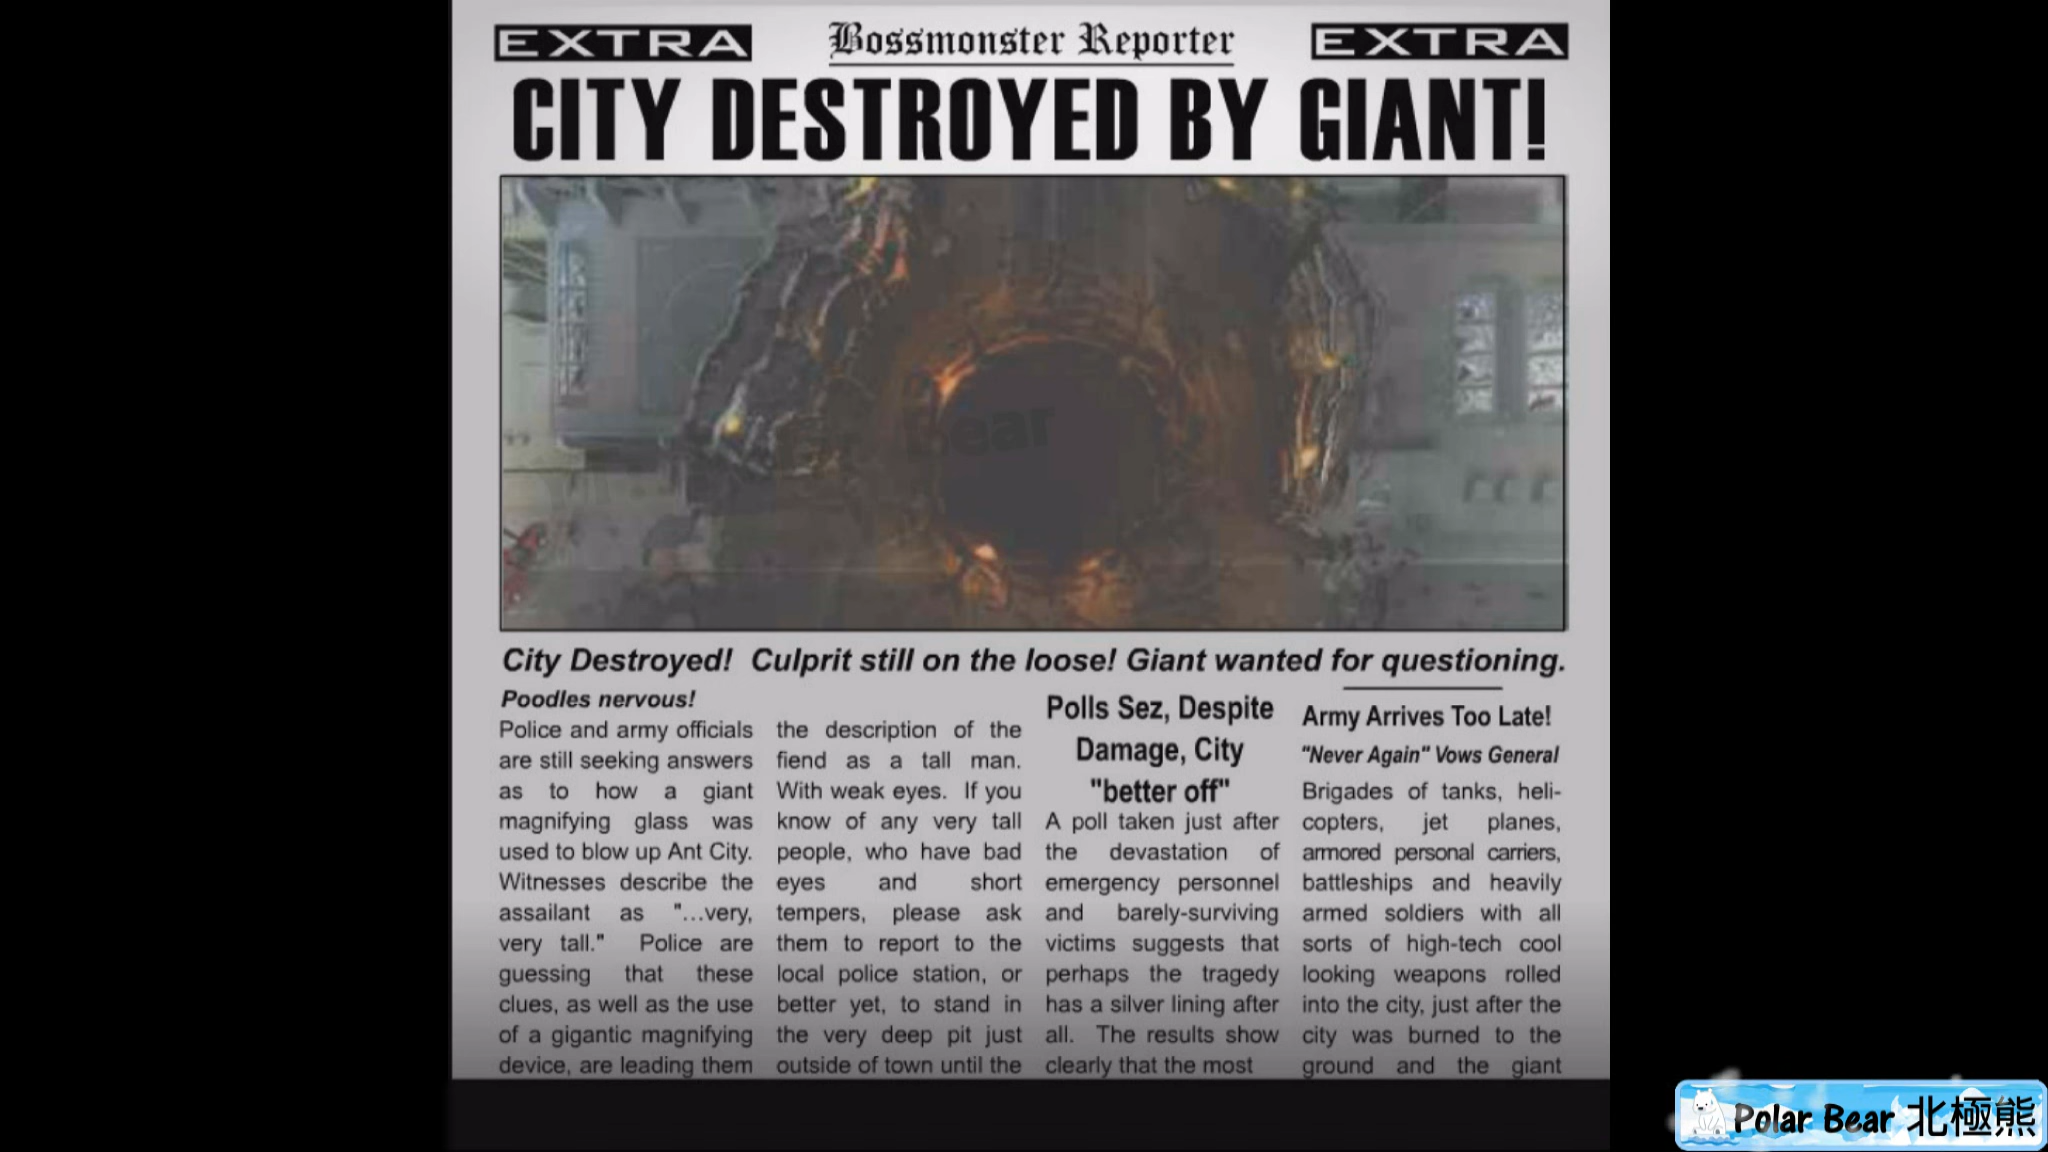 EXTRA
Bossmonster Reporter
EXTRA
CITY DESTROYED BY GIANT!
Bear
City Destroyed!  Culprit still on the loose! Giant wanted for questioning.
Poodles nervous!
Police and army officials
are still seeking answers
as to how a giant
magnifying glass was
used to blow up Ant City.
Witnesses describe the
assailant as "...very,
very tall."  Police are
guessing that these
clues, as well as the use
of a gigantic magnifying
device, are leading them
the description of the
fiend as a tall man.
With weak eyes.  If you
know of any very tall
people, who have bad
eyes and short
tempers, please ask
them to report to the
local police station, or
better yet, to stand in
the very deep pit just
outside of town until the
Polls Sez, Despite
Damage, City
"better off"
A poll taken just after
the devastation of
emergency personnel
and barely-surviving
victims suggests that
perhaps the tragedy
has a silver lining after
all.  The results show
clearly that the most
Army Arrives Too Late!
"Never Again" Vows General
Brigades of tanks, heli-
copters, jet planes,
armored personal carriers,
battleships and heavily
armed soldiers with all
sorts of high-tech cool
looking weapons rolled
into the city, just after the
city was burned to the
ground and the giant
Polar Bear 北極熊